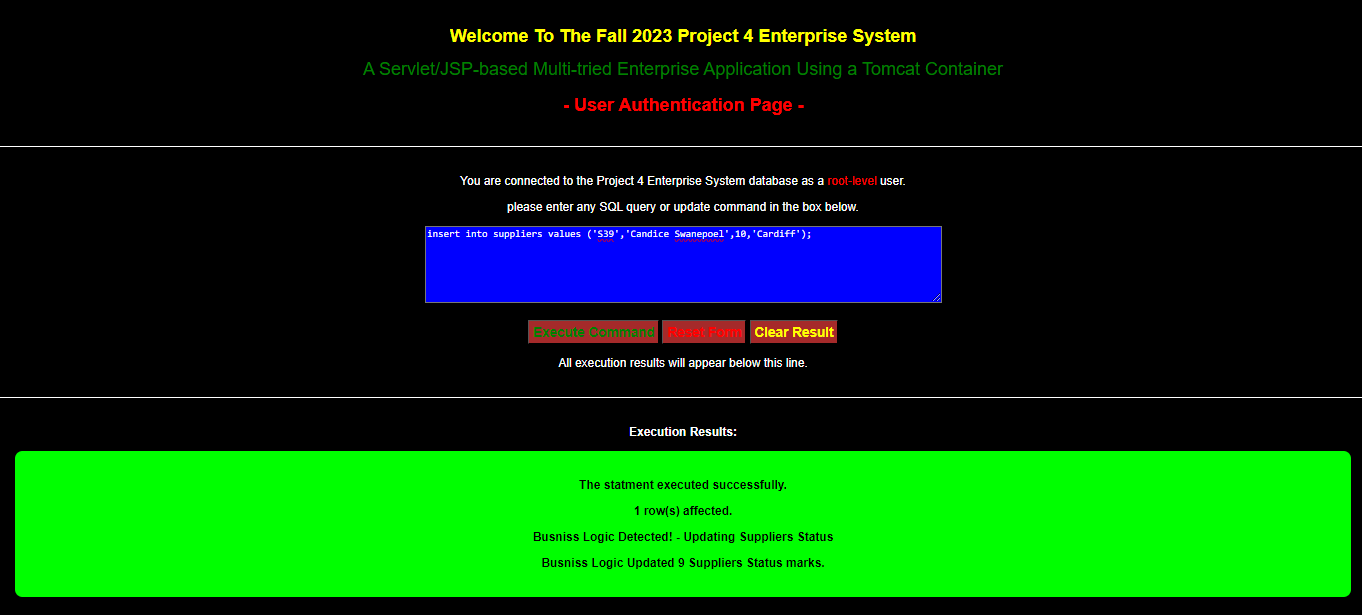 Welcome To The Fall 2023 Project 4 Enterprise System
A Servlet/JSP-based Multi-tried Enterprise Application Using a Tomcat Container
- User Authentication Page -
You are connected to the Project 4 Enterprise System database as a root-level user.
please enter any SQL query or update command in the box below.
insert into suppliers values ('S39','Candice Swanepoel',10,'Cardiff');
Execute Command Reset Form Clear Result
All execution results will appear below this line.
Execution Results:
The statment executed successfully.
1 row(s) affected.
Busniss Logic Detected! - Updating Suppliers Status
Busniss Logic Updated 9 Suppliers Status marks.